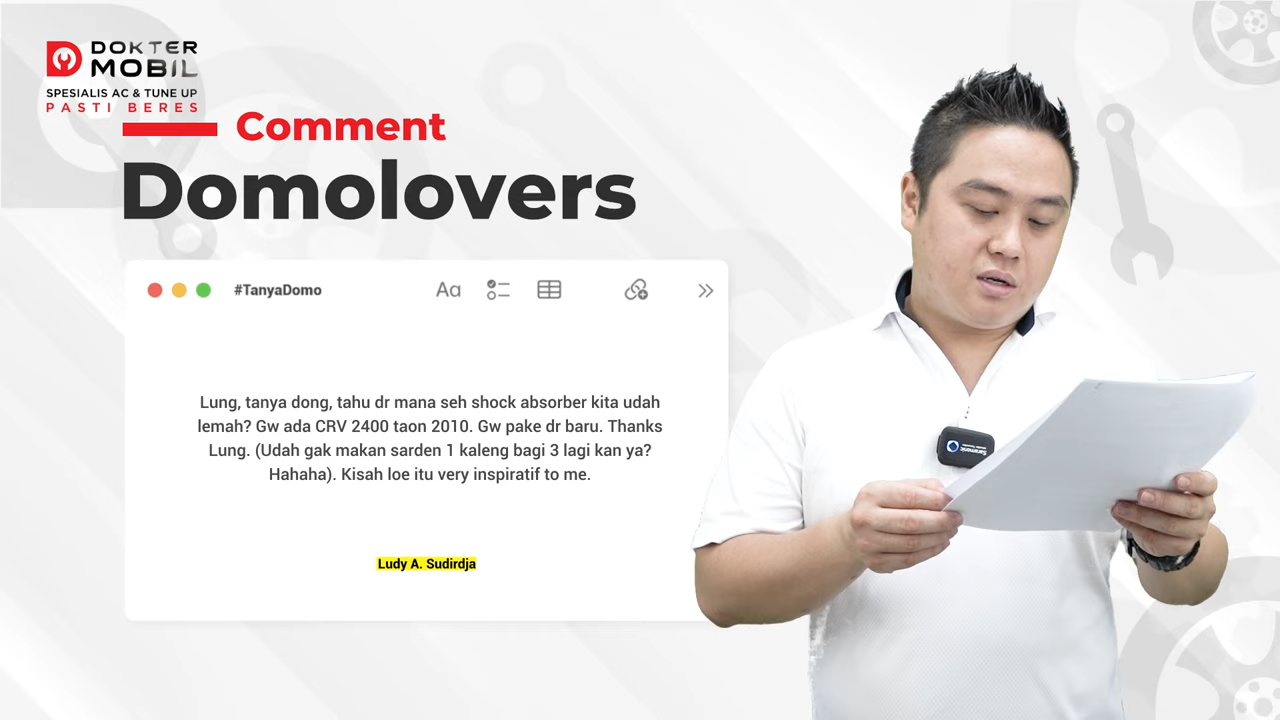 DOKTER
MOBIL
SPESIALIS AC & TUNE UP
PASTI BERES
Comment
Domolovers
#TanyaDomo
Aa
Lung, tanya dong, tahu dr mana seh shock absorber kita udah
lemah? Gw ada CRV 2400 taon 2010. Gw pake dr baru. Thanks
Lung. (Udah gak makan sarden 1 kaleng bagi 3 lagi kan ya?
Hahaha). Kisah loe itu very inspiratif to me.
Ludy A. Sudirdja
Saramonic